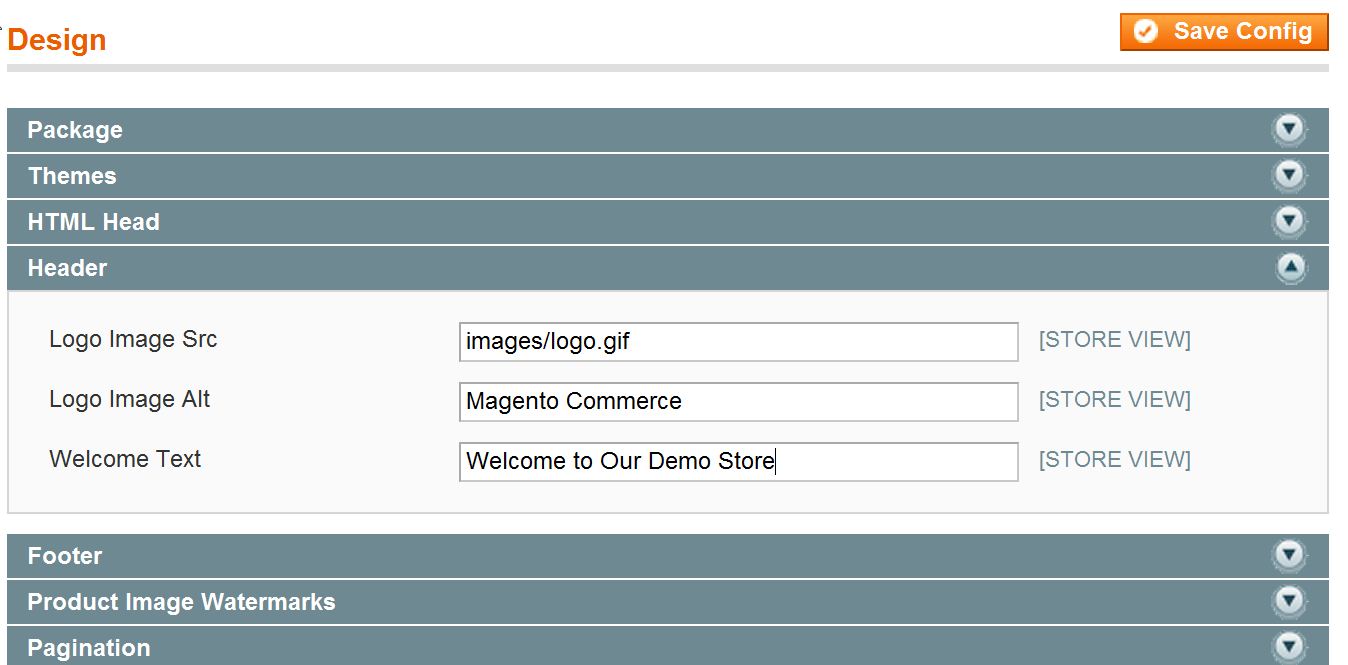 Design
Save Config
Package
Themes
HTML Head
Header
Logo Image Src images/logo.gif [STORE VIEW]
Logo Image Alt Magento Commerce [STORE VIEW]
Welcome Text Welcome to Our Demo Store [STORE VIEW]
Footer
Product Image Watermarks
Pagination